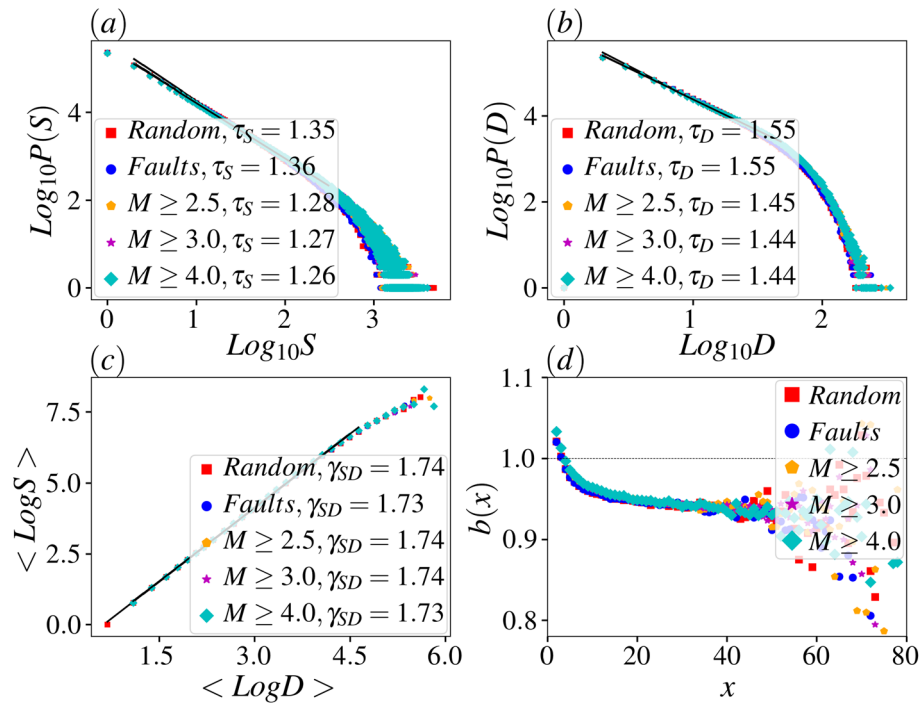 (a)
Log10P(S)
4
2
0
Random, τS = 1.35
Faults, τS = 1.36
M ≥ 2.5, τS = 1.28
M ≥ 3.0, τS = 1.27
M ≥ 4.0, τS = 1.26
0 1 2 3
Log10S
(b)
Log10P(D)
4
2
0
Random, τD = 1.55
Faults, τD = 1.55
M ≥ 2.5, τD = 1.45
M ≥ 3.0, τD = 1.44
M ≥ 4.0, τD = 1.44
0 1 2
Log10D
(c)
< LogS >
7.5
5.0
2.5
0.0
Random, γSD = 1.74
Faults, γSD = 1.73
M ≥ 2.5, γSD = 1.74
M ≥ 3.0, γSD = 1.74
M ≥ 4.0, γSD = 1.73
1.5 3.0 4.5 6.0
< LogD >
(d)
b(x)
1.1
1.0
0.9
0.8
Random
Faults
M ≥ 2.5
M ≥ 3.0
M ≥ 4.0
0 20 40 60 80
x